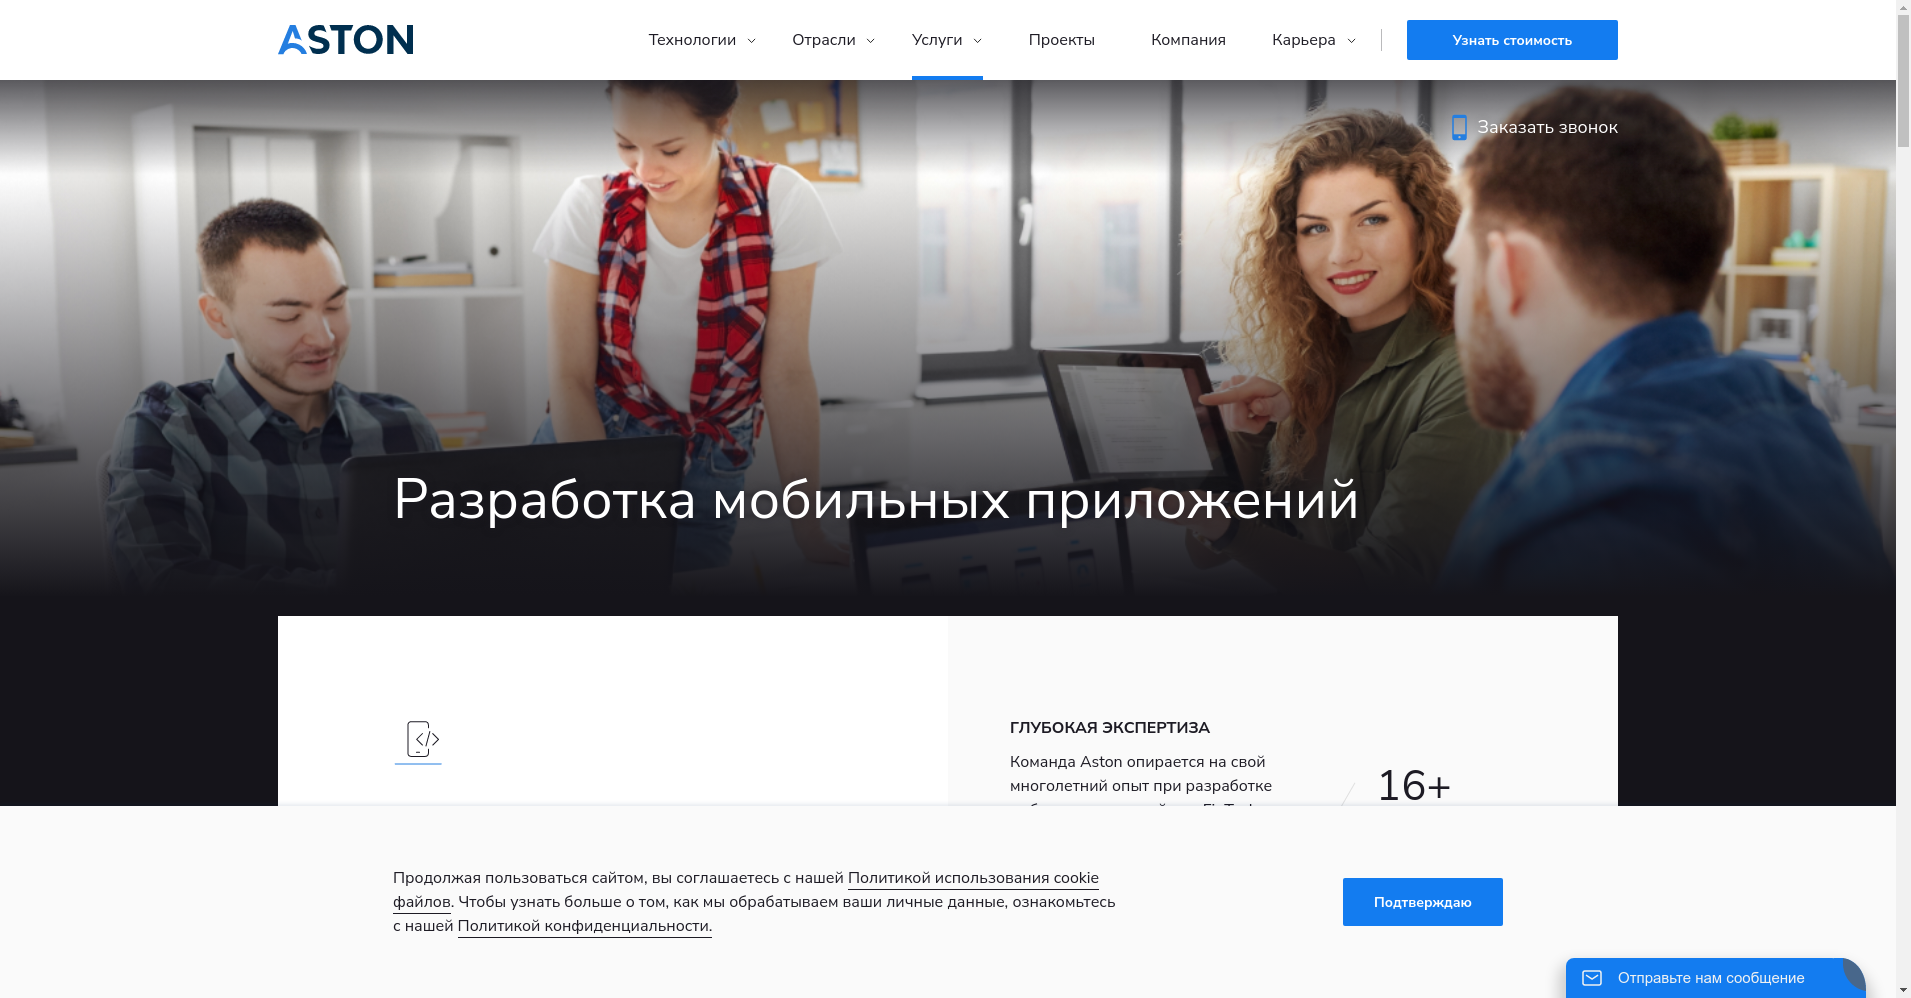 ASTON
Технологии
Отрасли
Услуги
Проекты
Компания
Карьера
Узнать стоимость
Заказать звонок
Разработка мобильных приложений
ГЛУБОКАЯ ЭКСПЕРТИЗА
Команда Aston опирается на свой
многолетний опыт при разработке
16+
Продолжая пользоваться сайтом, вы соглашаетесь с нашей Политикой использования cookie
файлов. Чтобы узнать больше о том, как мы обрабатываем ваши личные данные, ознакомьтесь
с нашей Политикой конфиденциальности.
Подтверждаю
Отправьте нам сообщение